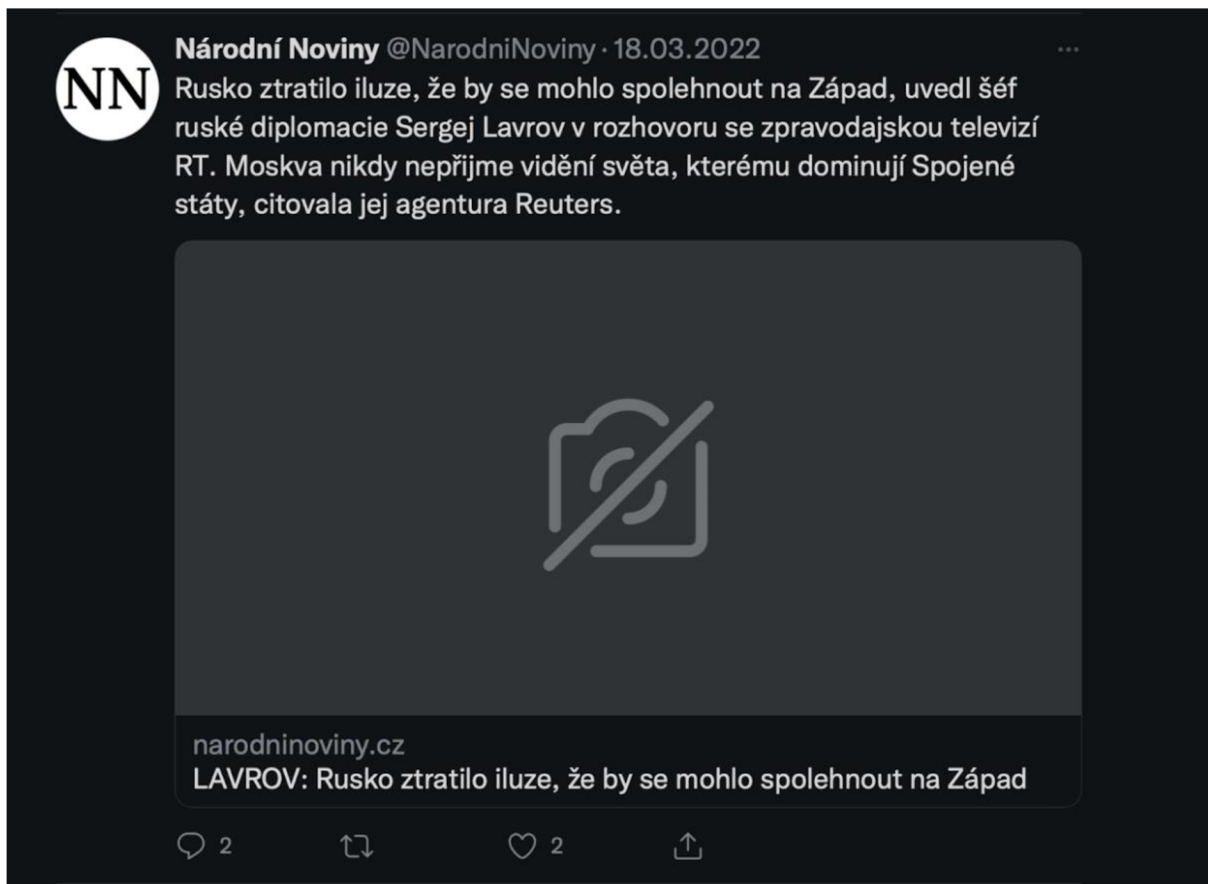 Národní Noviny @NarodniNoviny · 18.03.2022
NN
Rusko ztratilo iluze, že by se mohlo spolehnout na Západ, uvedl šéf
ruské diplomacie Sergej Lavrov v rozhovoru se zpravodajskou televizí
RT. Moskva nikdy nepřijme vidění světa, kterému dominují Spojené
státy, citovala jej agentura Reuters.
narodninoviny.cz
LAVROV: Rusko ztratilo iluze, že by se mohlo spolehnout na Západ
2 2